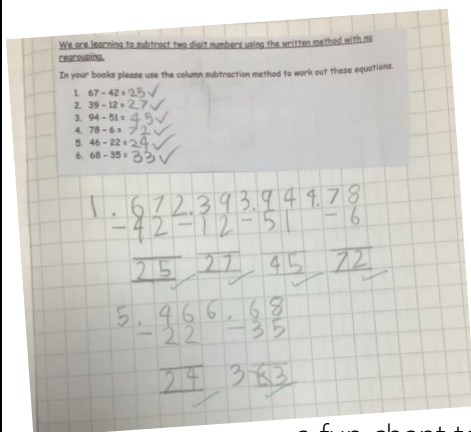 We are learning to subtract two digit numbers using the written method with no
regrouping.
In your books please use the column subtraction method to work out these equations.
1. 67 - 42 = 25 ✓
2. 39 - 12 = 27 ✓
3. 94 - 51 = 45 ✓
4. 78 - 6 = 72 ✓
5. 46 - 22 = 24 ✓
6. 68 - 35 = 33 ✓
1. 67 2. 39 3. 94 4. 78
-42 -12 -51 -6
25 27 45 72
5. 46 6. 68
-22 -35
24 33
a fun chant t